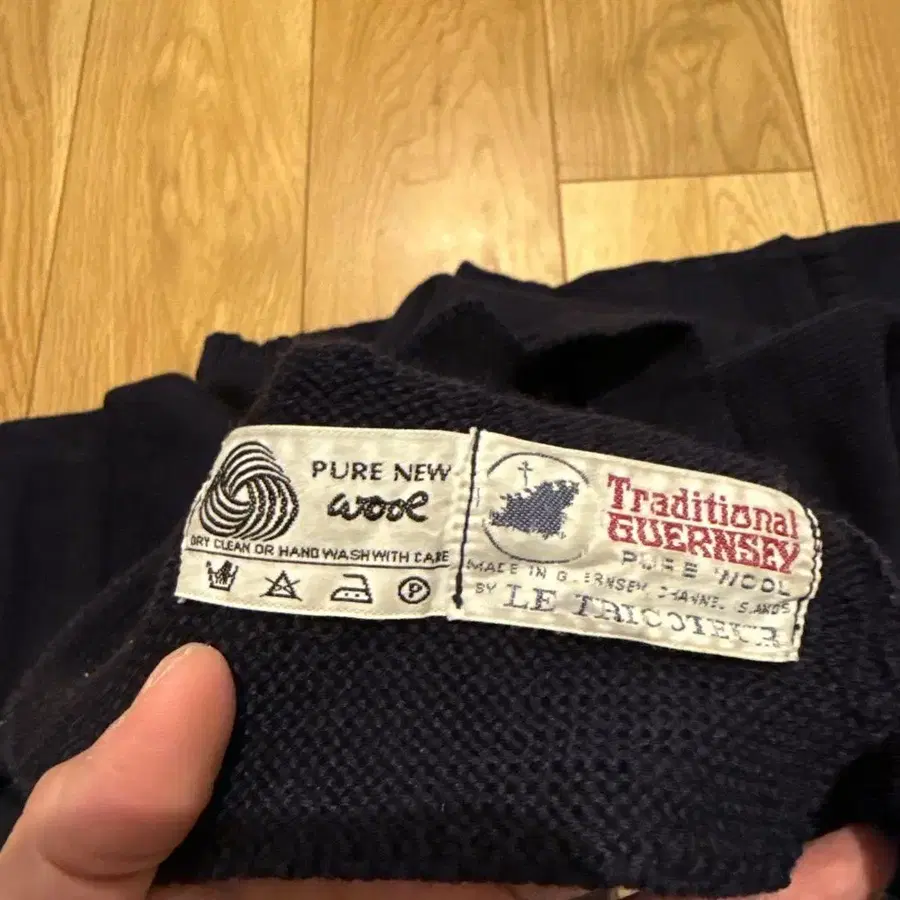 PURE NEW
wool
DRY CLEAN OR HAND WASH WITH CARE
P
Traditional
GUERNSEY
PURE WOOL
MADE IN GUERNSEY, CHANNEL ISLANDS
BY LE TRICOTEUR